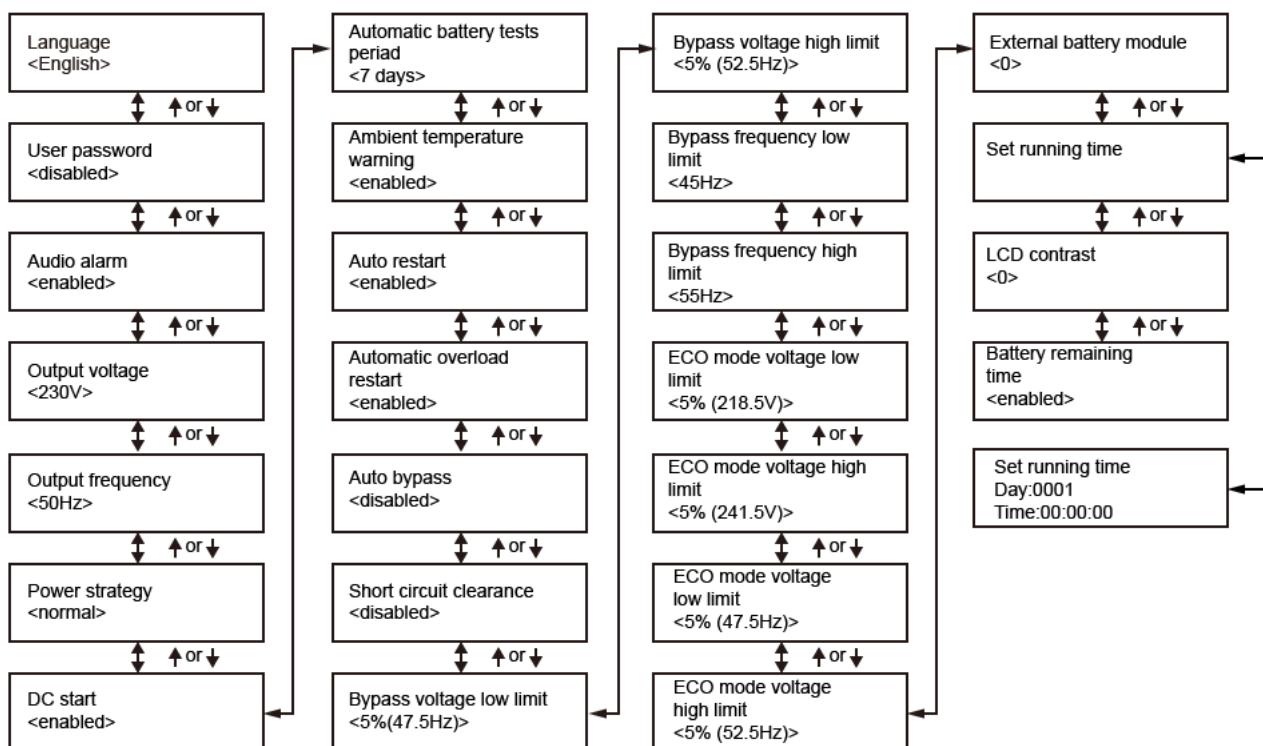 Language
<English>
↑ or ↓
User password
<disabled>
↑ or ↓
Audio alarm
<enabled>
↑ or ↓
Output voltage
<230V>
↑ or ↓
Output frequency
<50Hz>
↑ or ↓
Power strategy
<normal>
↑ or ↓
DC start
<enabled>
Automatic battery tests
periad
<7 days>
↑ or ↓
Ambient temperature
warning
<enabled>
↑ or ↓
Auto restart
<enabled>
↑ or ↓
Automatic overload
restart
<enabled>
↑ or ↓
Auto bypass
<disabled>
↑ or ↓
Short circuit clearance
<disabled>
↑ or ↓
Bypass voltage low limit
<5%(47.5Hz)>
Bypass voltage high limit
<5% (52.5Hz)>
↑ or ↓
Bypass frequency low
limit
<45Hz>
↑ or ↓
Bypass frequency high
limit
<55Hz>
↑ or ↓
ECO mode voltage low
limit
<5% (218.5V)>
↑ or ↓
ECO mode voltage high
limit
<5% (241.5V)>
↑ or ↓
ECO mode voltage
low limit
<5% (47.5Hz)>
↑ or ↓
ECO mode voltage
high limit
<5% (52.5Hz)>
External battery module
<0>
↑ or ↓
Set running time
↑ or ↓
LCD contrast
<0>
↑ or ↓
Battery remaining
time
<enabled>
Set running time
Day:0001
Time:00:00:00